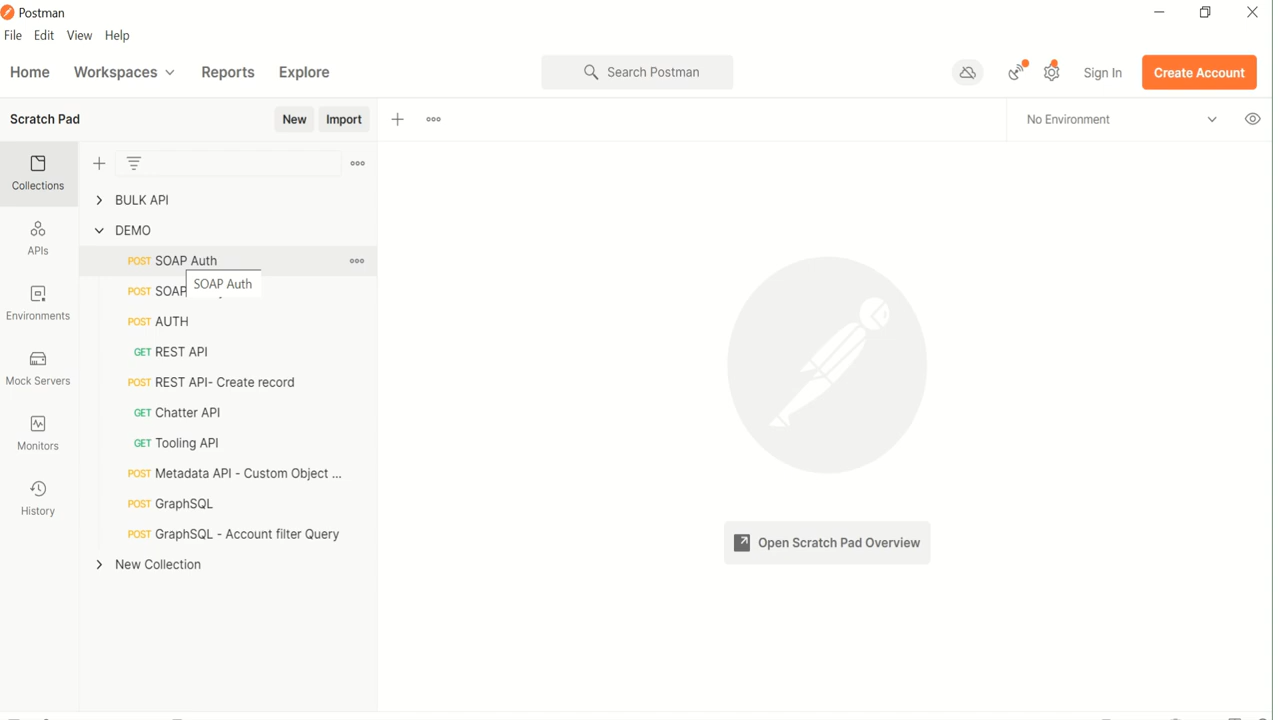 Postman
File Edit View Help
Home Workspaces Reports Explore Search Postman Sign In Create Account
Scratch Pad New Import No Environment
Collections
APIs
Environments
Mock Servers
Monitors
History
BULK API
DEMO
POST SOAP Auth
SOAP Auth
POST SOAP
POST AUTH
GET REST API
POST REST API- Create record
GET Chatter API
GET Tooling API
POST Metadata API - Custom Object ...
POST GraphSQL
POST GraphSQL - Account filter Query
New Collection
Open Scratch Pad Overview